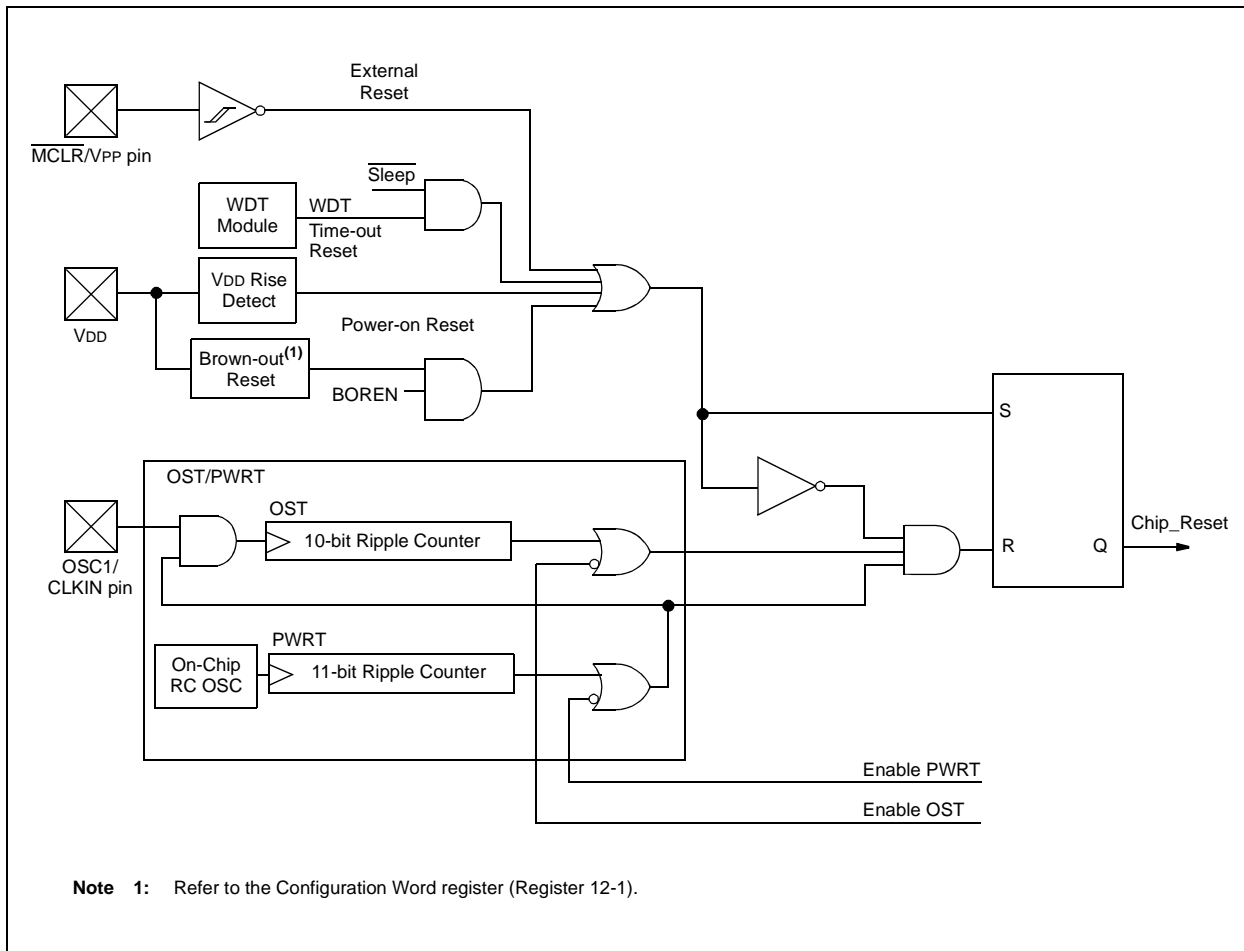 External
Reset
M̅C̅L̅R̅/VPP pin
S̅l̅e̅e̅p̅
WDT
Module
WDT
Time-out
Reset
VDD
VDD Rise
Detect
Power-on Reset
Brown-out(1)
Reset
BOREN
S
R
Q
Chip_Reset
OST/PWRT
OST
10-bit Ripple Counter
OSC1/
CLKIN pin
PWRT
On-Chip
RC OSC
11-bit Ripple Counter
Enable PWRT
Enable OST
Note 1: Refer to the Configuration Word register (Register 12-1).